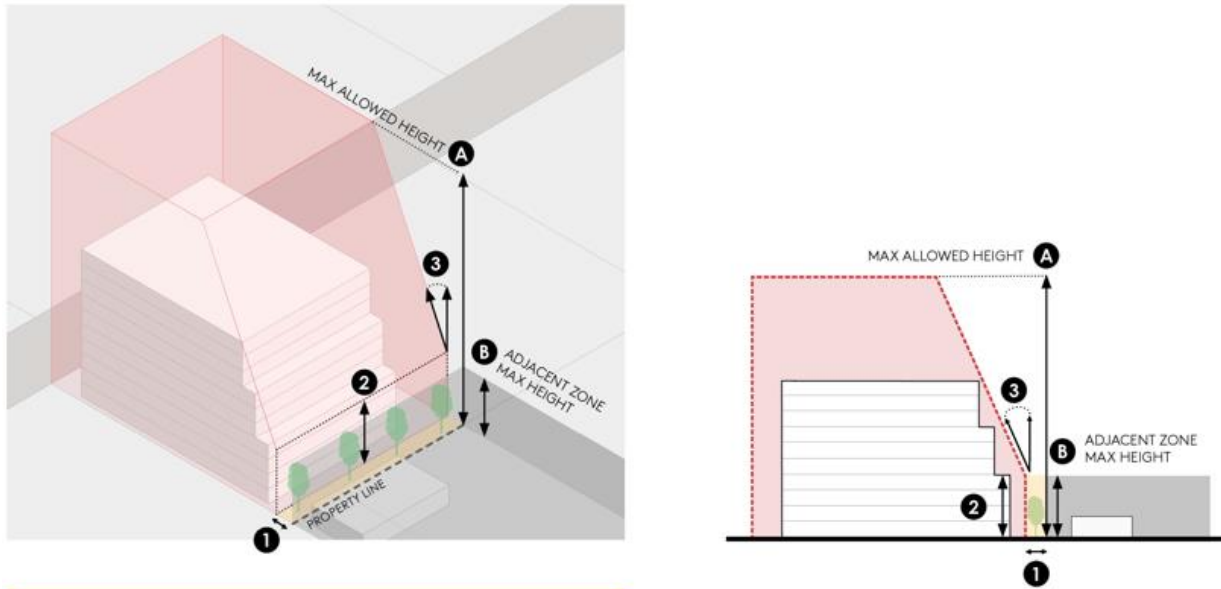 MAX ALLOWED HEIGHT A
3
B ADJACENT ZONE
MAX HEIGHT
2
PROPERTY LINE
1
MAX ALLOWED HEIGHT A
3
B ADJACENT ZONE
MAX HEIGHT
2
1